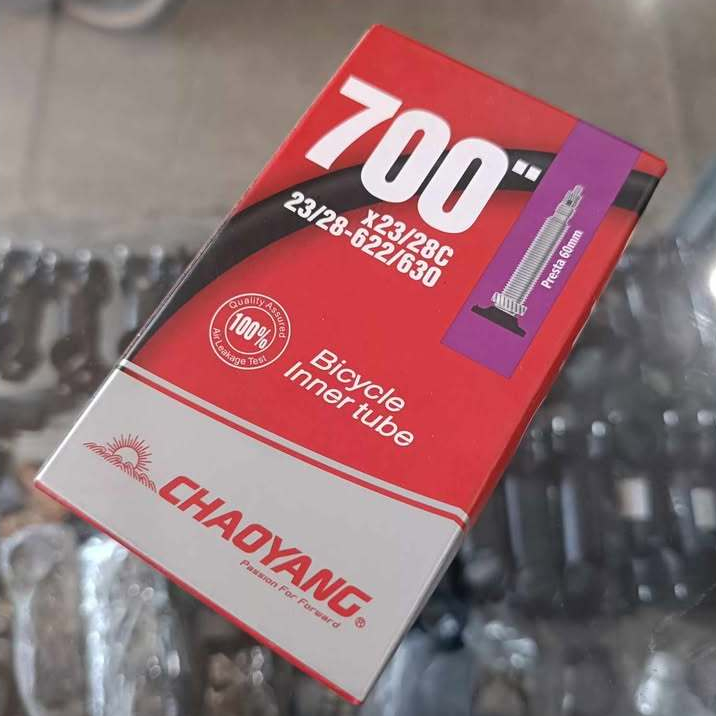 700"
x23/28C
23/28-622/630
Presta 60mm
Quality Assured
100%
Air Leakage Test
Bicycle
Inner tube
CHAOYANG®
Passion For Forward